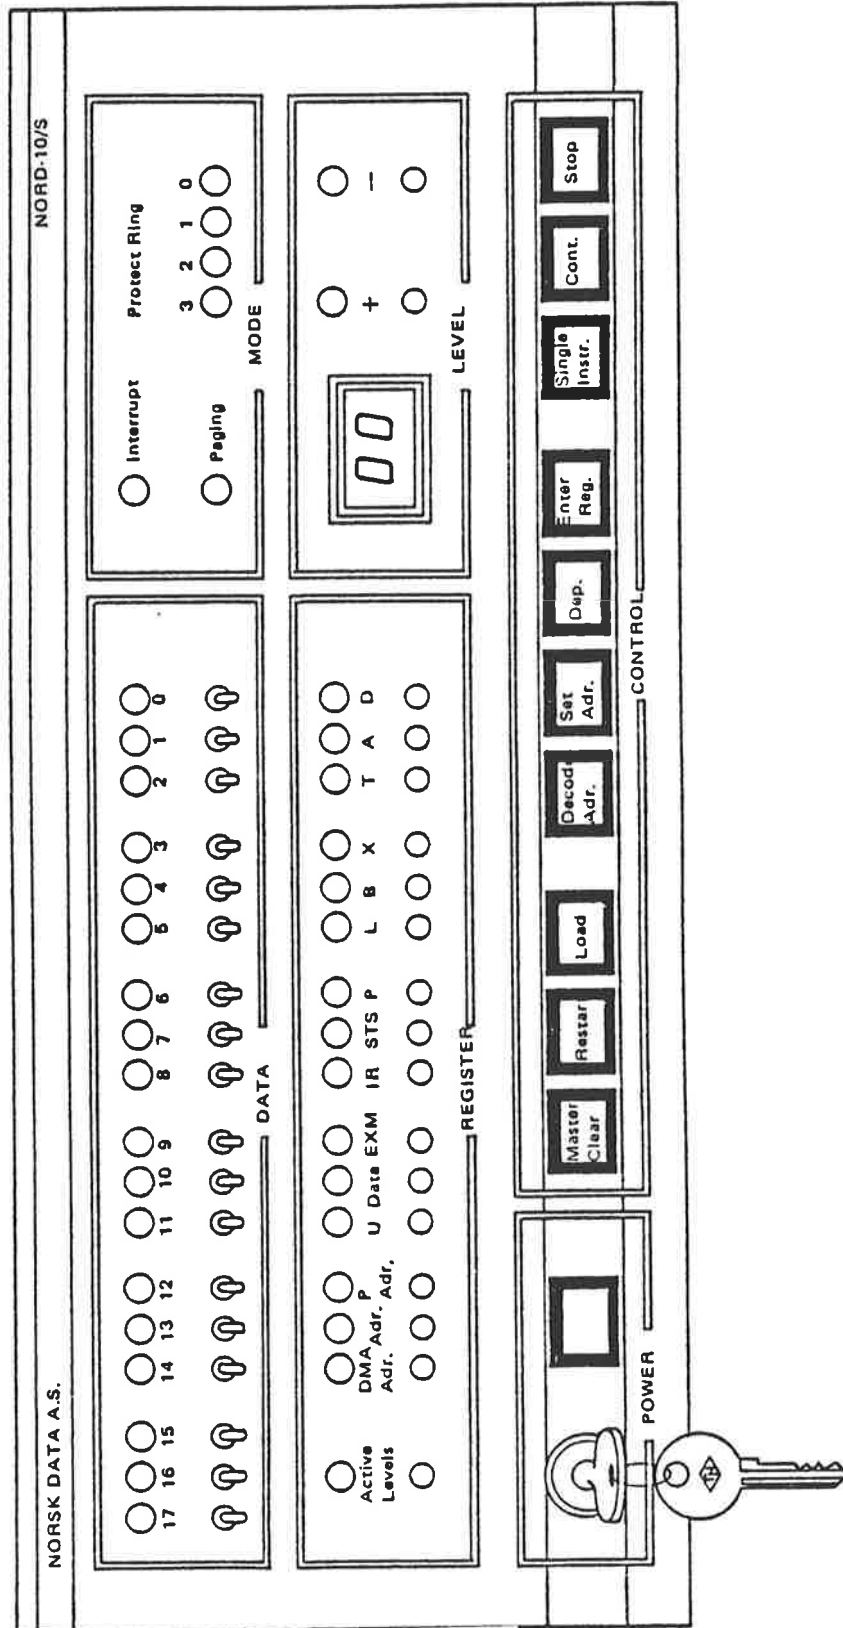 NORSK DATA A.S. NORD-10/S
17 16 15 14 13 12 11 10 9 8 7 6 5 4 3 2 1 0
DATA
Interrupt Protect Ring
3 2 1 0
Paging
MODE
Active Levels DMA Adr. Adr. P Adr. U Data EXM IR STS P L B X T A D
REGISTER
00 + −
LEVEL
POWER
Master Clear
Restar
Load
Decod Adr.
Set Adr.
Dep.
Enter Reg.
Single Instr.
Cont.
Stop
CONTROL